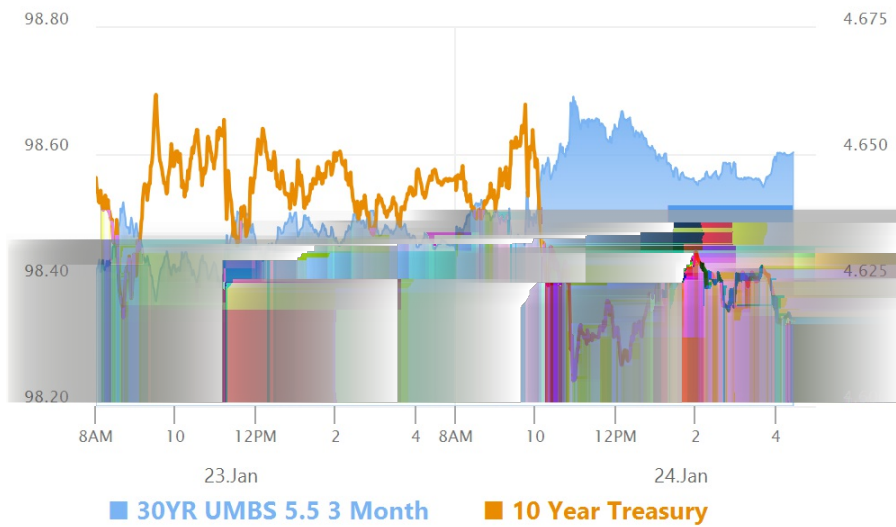 98.80 4.675
98.60 4.650
98.40 4.625
98.20
8AM 10 12PM 2 4 8AM 10 12PM 2 4
23.Jan 24.Jan
30YR UMBS 5.5 3 Month 10 Year Treasury